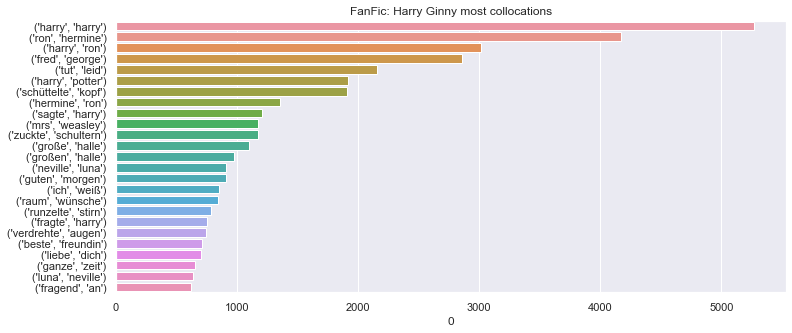 FanFic: Harry Ginny most collocations
('harry', 'harry')
('ron', 'hermine')
('harry', 'ron')
('fred', 'george')
('tut', 'leid')
('harry', 'potter')
('schüttelte', 'kopf')
('hermine', 'ron')
('sagte', 'harry')
('mrs', 'weasley')
('zuckte', 'schultern')
('große', 'halle')
('großen', 'halle')
('neville', 'luna')
('guten', 'morgen')
('ich', 'weiß')
('raum', 'wünsche')
('runzelte', 'stirn')
('fragte', 'harry')
('verdrehte', 'augen')
('beste', 'freundin')
('liebe', 'dich')
('ganze', 'zeit')
('luna', 'neville')
('fragend', 'an')
0 1000 2000 3000 4000 5000
0